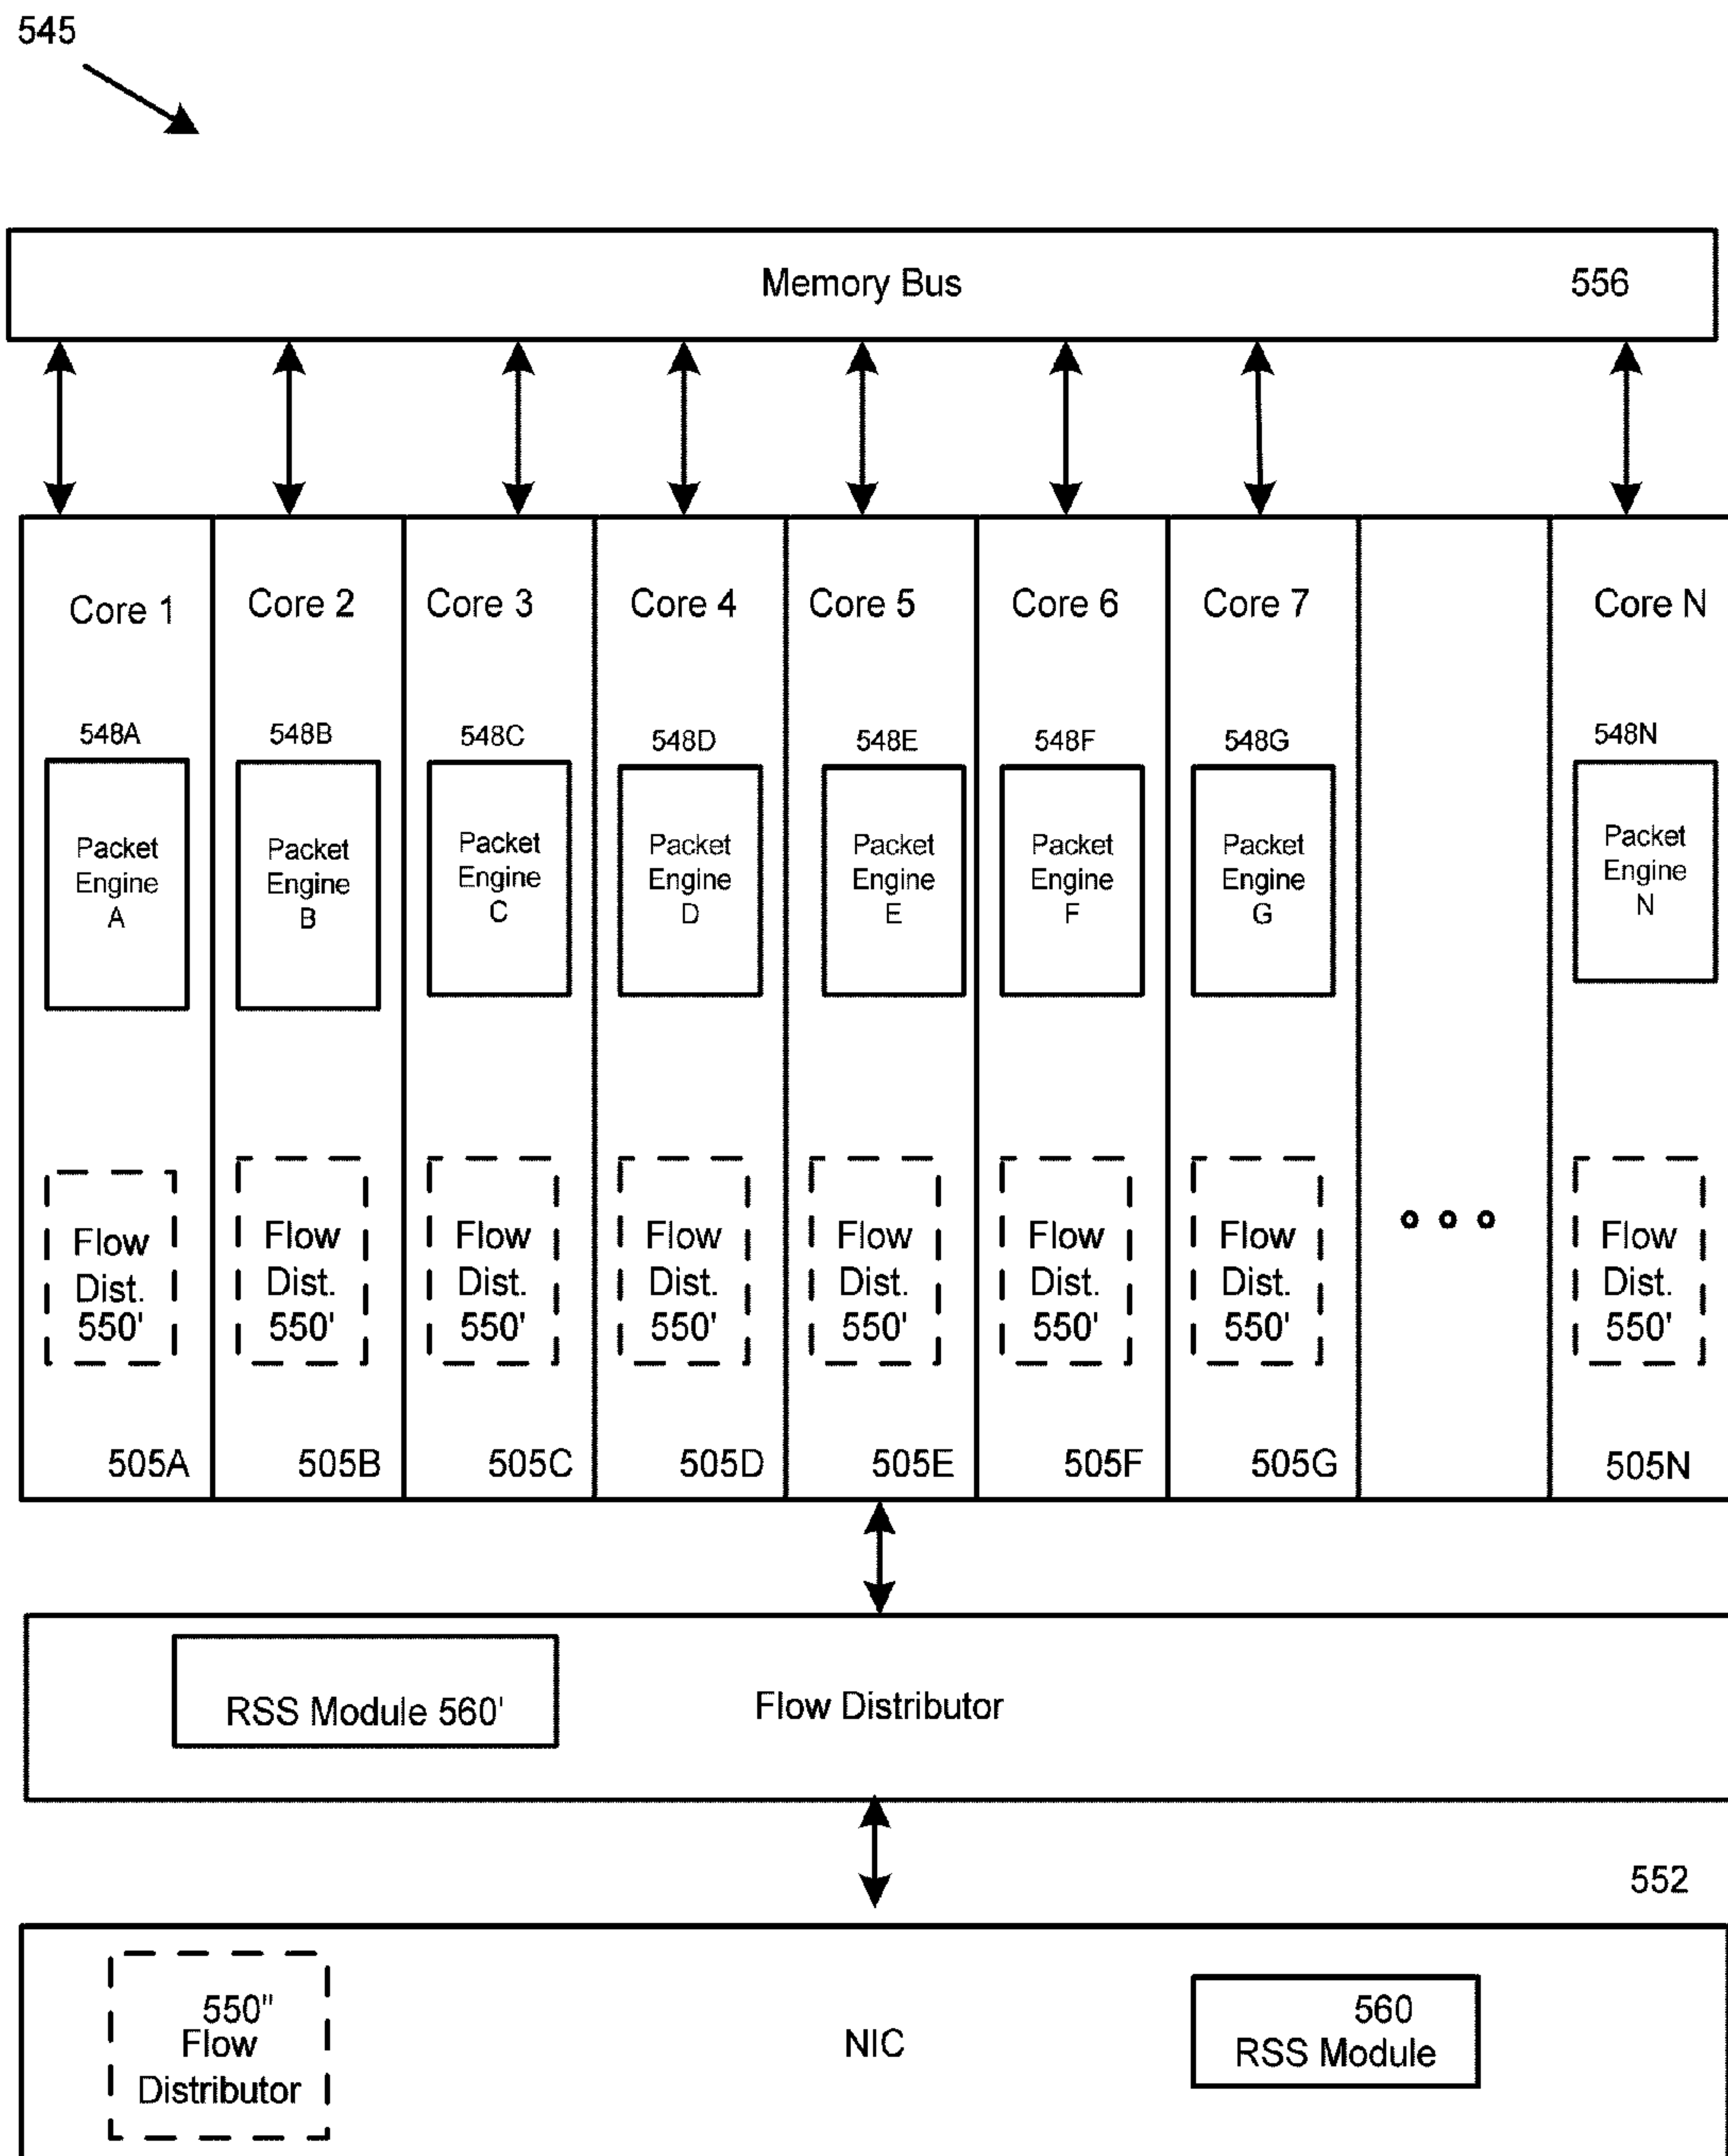 545
Memory Bus 556
Core 1 Core 2 Core 3 Core 4 Core 5 Core 6 Core 7 Core N
548A 548B 548C 548D 548E 548F 548G 548N
Packet Packet Packet Packet Packet Packet Packet Packet
Engine Engine Engine Engine Engine Engine Engine Engine
A B C D E F G N
Flow Flow Flow Flow Flow Flow Flow Flow
Dist. Dist. Dist. Dist. Dist. Dist. Dist. Dist.
550' 550' 550' 550' 550' 550' 550' 550'
505A 505B 505C 505D 505E 505F 505G 505N
RSS Module 560' Flow Distributor
552
550"
Flow
Distributor
NIC
560
RSS Module